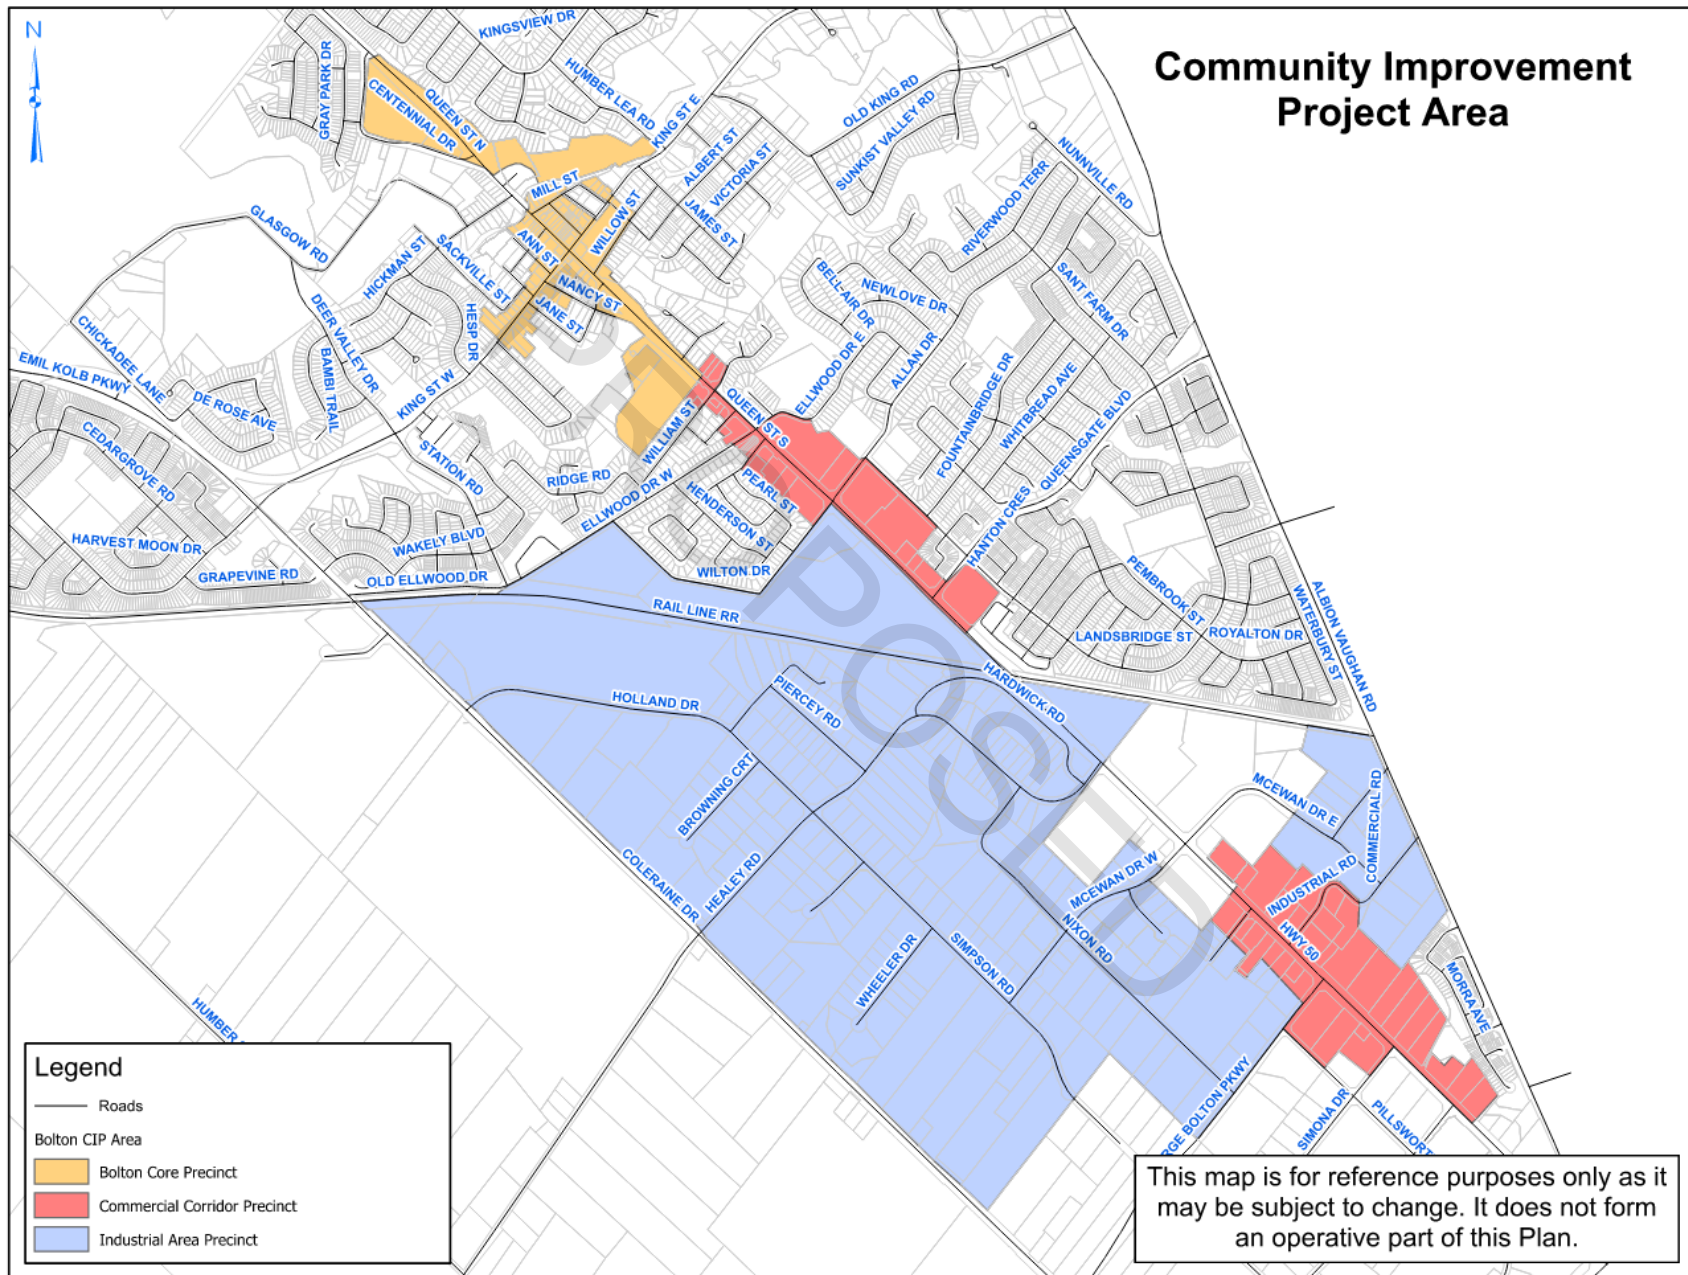 N
Community Improvement
Project Area
KINGSVIEW DR
GRAY PARK DR
CENTENNIAL DR
QUEEN ST N
HUMBER LEA RD
KING ST E
OLD KING RD
SUNKIST VALLEY RD
NUNNVILLE RD
ALBERT ST
VICTORIA ST
JAMES ST
MILL ST
WILLOW ST
RIVERWOOD TERR
GLASGOW RD
HICKMAN ST
SACKVILLE ST
ANN ST
NANCY ST
JANE ST
HESP DR
BELL-AIR DR
NEWLOVE DR
SANT FARM DR
DEER VALLEY DR
BAMBI TRAIL
CHICKADEE LANE
EMIL KOLB PKWY
DE ROSE AVE
KING ST W
ELLWOOD DR E
ALLAN DR
FOUNTAINBRIDGE DR
WHITBREAD AVE
QUEENSGATE BLVD
CEDARGROVE RD
STATION RD
RIDGE RD
WILLIAM ST
QUEEN ST S
ELLWOOD DR W
PEARL ST
HENDERSON ST
HANTON CRES
HARVEST MOON DR
WAKELY BLVD
GRAPEVINE RD
OLD ELLWOOD DR
WILTON DR
PEMBROOK ST
LANDSBRIDGE ST
ROYALTON DR
WATERBURY ST
ALBION VAUGHAN RD
RAIL LINE RR
HARDWICK RD
HOLLAND DR
PIERCEY RD
BROWNING CRT
MCEWAN DR E
COMMERCIAL RD
COLERAINE DR
HEALEY RD
MCEWAN DR W
INDUSTRIAL RD
HWY 50
NIXON RD
SIMPSON RD
WHEELER DR
MORRA AVE
HUMBER
RGE BOLTON PKWY
SIMONA DR
PILLSWORT
POSED
Legend
Roads
Bolton CIP Area
Bolton Core Precinct
Commercial Corridor Precinct
Industrial Area Precinct
This map is for reference purposes only as it
may be subject to change. It does not form
an operative part of this Plan.